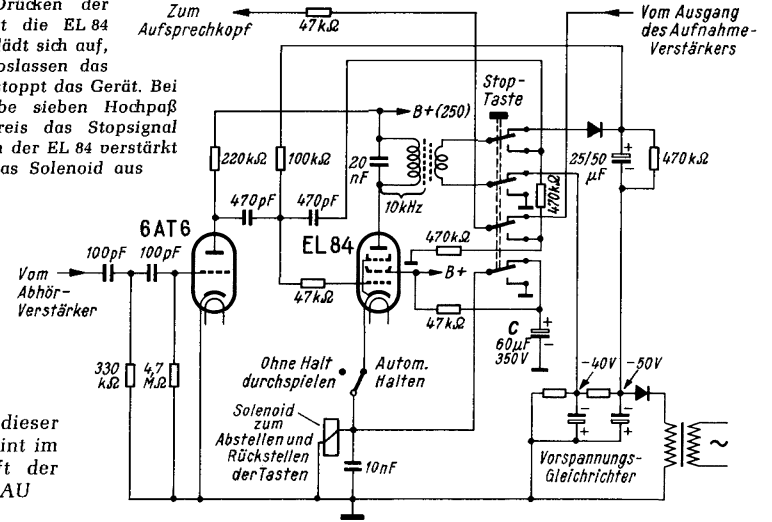 Drücken der
t die EL 84
lädt sich auf,
oslassen das
stoppt das Gerät. Bei
be sieben Hochpaß
reis das Stopsignal
n der EL 84 verstärkt
as Solenoid aus
Zum
Aufsprechkopf
47kΩ
Vom Ausgang
des Aufnahme-
Verstärkers
Stop-
Taste
B+(250)
220kΩ
100kΩ
20
nF
10kHz
25/50
µF
+
−
470kΩ
470kΩ
470pF
470pF
6AT6
EL 84
470kΩ
B+
100pF
100pF
Vom
Abhör-
Verstärker
47kΩ
47kΩ
C
60µF
350V
+
−
330
kΩ
4,7
MΩ
Ohne Halt
durchspielen
Autom.
Halten
−40V
−50V
Solenoid
zum
Abstellen und
Rückstellen
der Tasten
10nF
−
+
−
+
Vorspannungs-
Gleichrichter
~
dieser
int im
ft der
AU